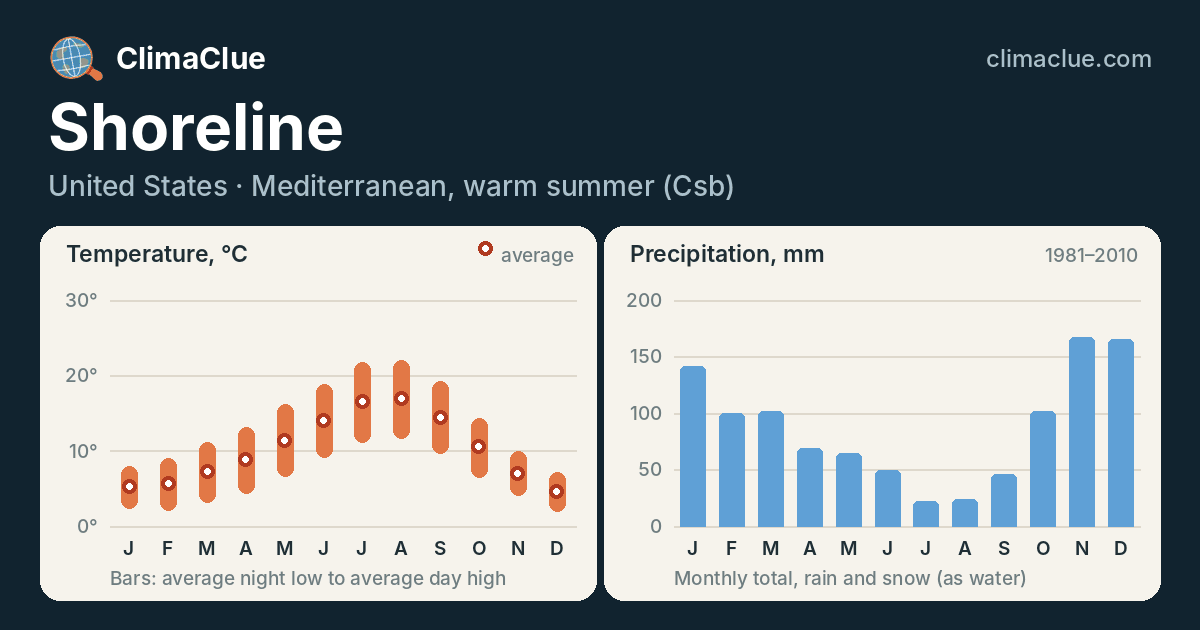 ClimaClue
climaclue.com
Shoreline
United States · Mediterranean, warm summer (Csb)
Temperature, °C
average
30°
20°
10°
0°
J F M A M J J A S O N D
Bars: average night low to average day high
Precipitation, mm
1981–2010
200
150
100
50
0
J F M A M J J A S O N D
Monthly total, rain and snow (as water)